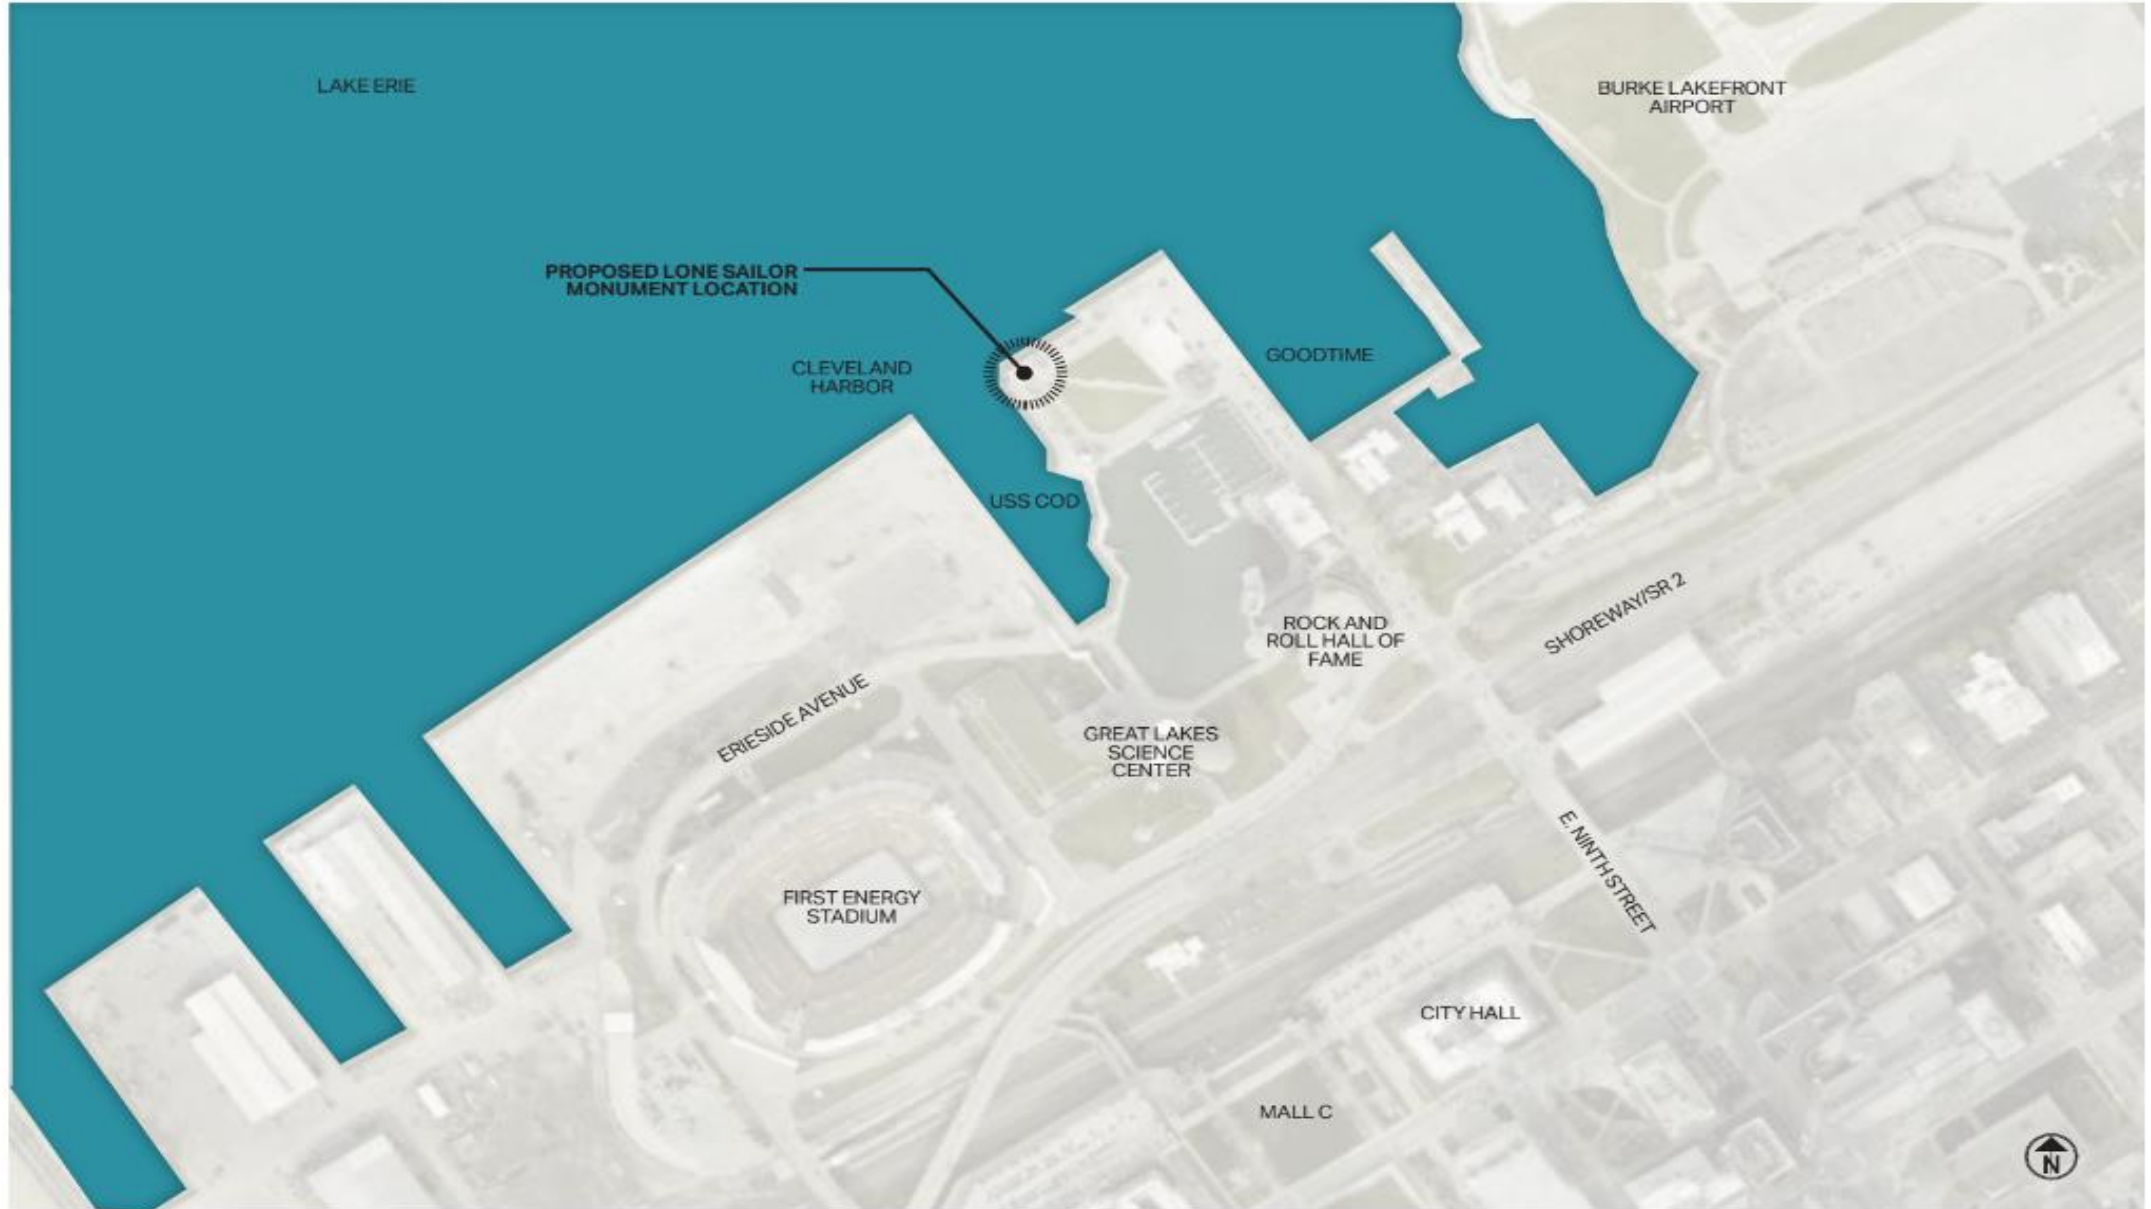 LAKE ERIE
BURKE LAKEFRONT
AIRPORT
PROPOSED LONE SAILOR
MONUMENT LOCATION
CLEVELAND
HARBOR
GOODTIME
USS COD
ROCK AND
ROLL HALL OF
FAME
SHOREWAY/SR 2
ERIESIDE AVENUE
GREAT LAKES
SCIENCE
CENTER
E. NINTH STREET
FIRST ENERGY
STADIUM
CITY HALL
MALL C
N